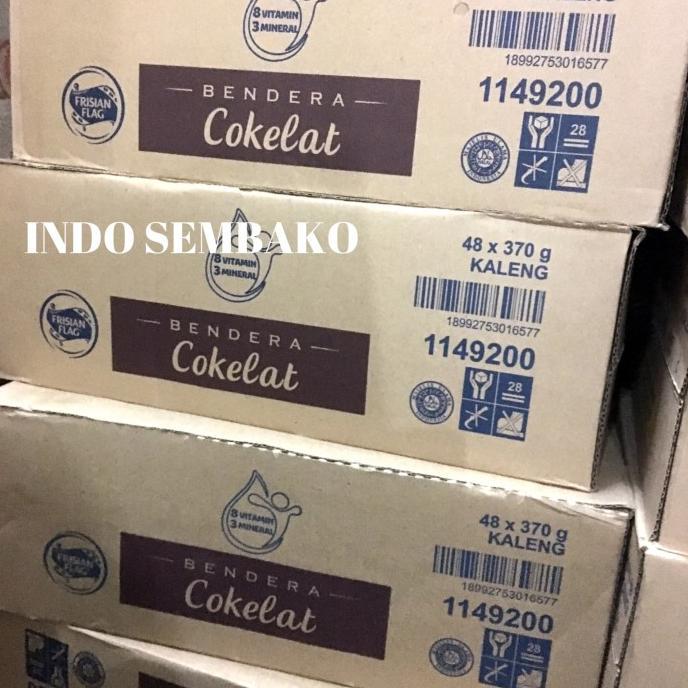 8 VITAMIN
3 MINERAL
18992753016577
FRISIAN
FLAG
BENDERA
Cokelat
1149200
28
INDO SEMBAKO
8 VITAMIN
3 MINERAL
48 x 370 g
KALENG
18992753016577
FRISIAN
FLAG
BENDERA
Cokelat
1149200
28
8 VITAMIN
3 MINERAL
48 x 370 g
KALENG
18992753016577
FRISIAN
FLAG
BENDERA
Cokelat
1149200
28